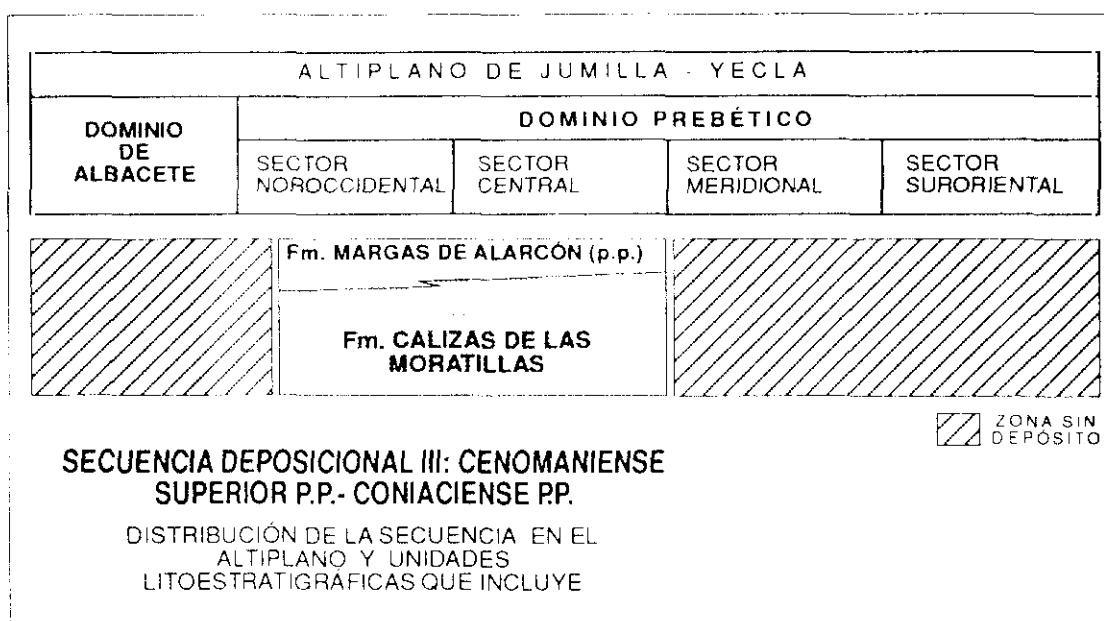 ALTIPLANO DE JUMILLA - YECLA
DOMINIO
DE
ALBACETE
DOMINIO PREBÉTICO
SECTOR
NOROCCIDENTAL
SECTOR
CENTRAL
SECTOR
MERIDIONAL
SECTOR
SURORIENTAL
Fm. MARGAS DE ALARCÓN (p.p.)
Fm. CALIZAS DE LAS
MORATILLAS
ZONA SIN
DEPÓSITO
SECUENCIA DEPOSICIONAL III: CENOMANIENSE
SUPERIOR P.P.- CONIACIENSE P.P.
DISTRIBUCIÓN DE LA SECUENCIA EN EL
ALTIPLANO Y UNIDADES
LITOESTRATIGRÁFICAS QUE INCLUYE